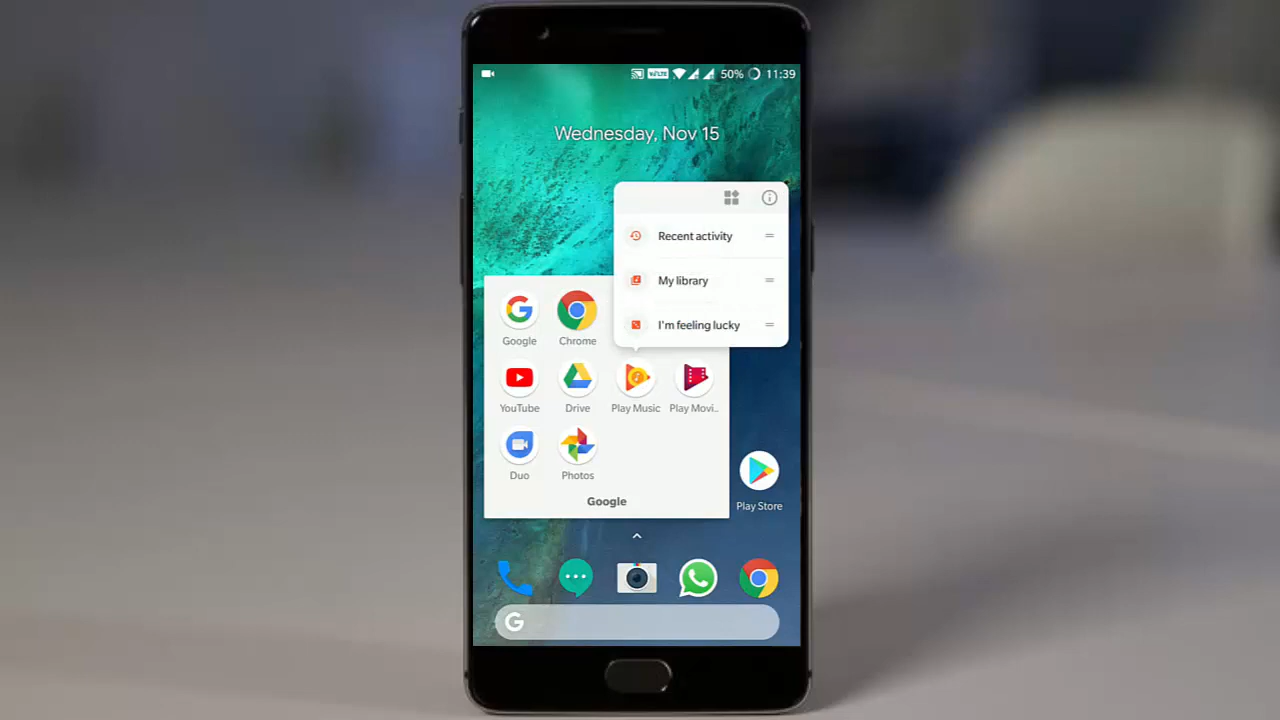 VoLTE 50% 11:39
Wednesday, Nov 15
Recent activity
My library
I'm feeling lucky
Google Chrome
YouTube Drive Play Music Play Movi..
Duo Photos
Google
Play Store